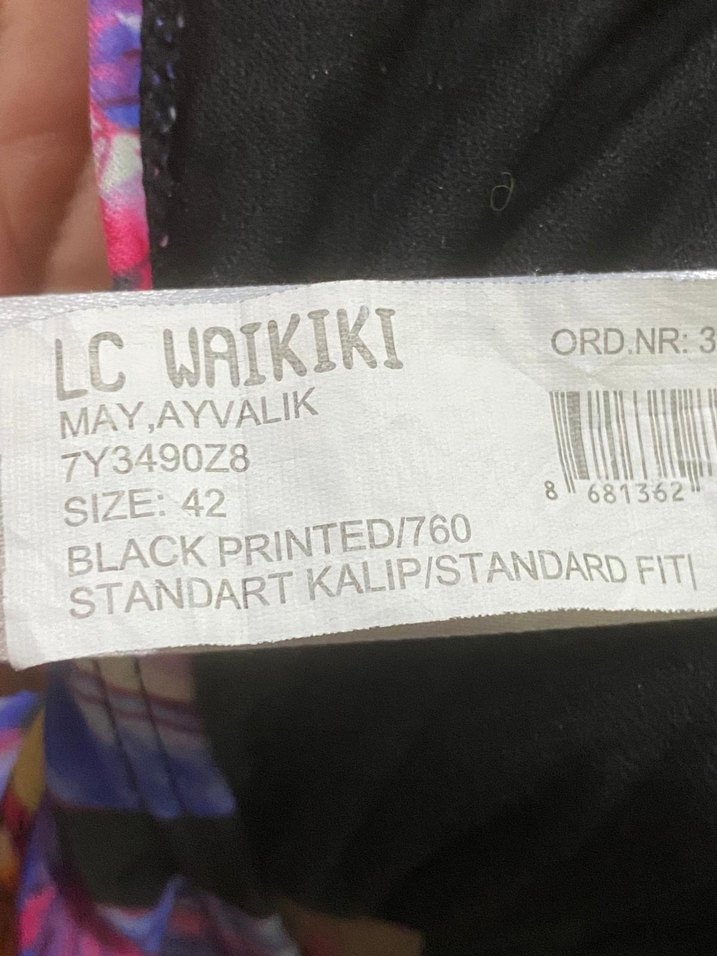 LC WAIKIKI
MAY,AYVALIK
7Y3490Z8
SIZE: 42
BLACK PRINTED/760
STANDART KALIP/STANDARD FIT|
ORD.NR: 3
8 681362